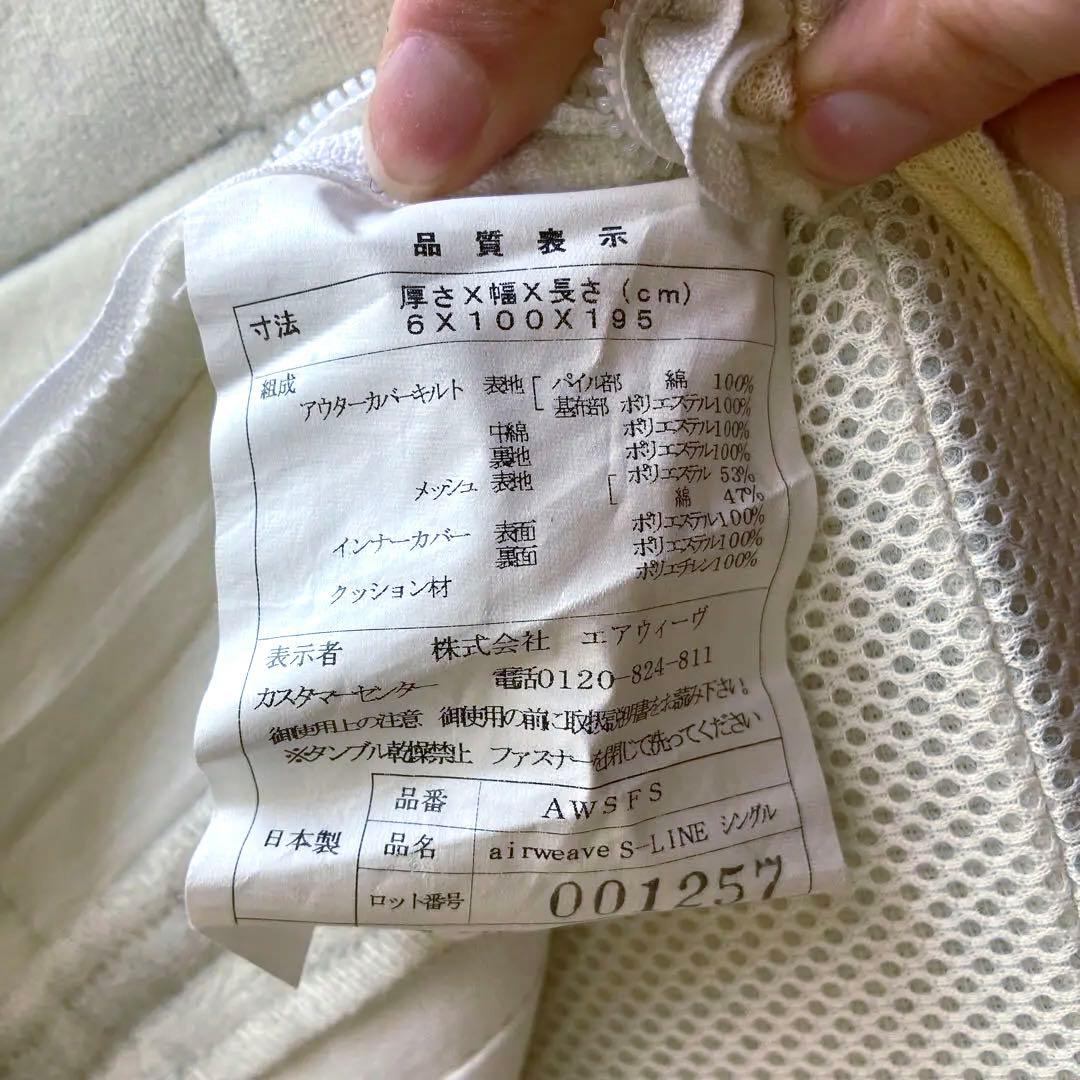 品質表示
寸法 厚さ×幅×長さ(cm)
6×100×195
組成
アウターカバーキルト 表地 パイル部 綿 100%
基布部 ポリエステル100%
中綿 ポリエステル100%
裏地 ポリエステル100%
メッシュ 表地 ポリエステル 53%
綿 47%
インナーカバー 表面 ポリエステル100%
裏面 ポリエステル100%
クッション材 ポリエチレン100%
表示者 株式会社 エアウィーヴ
カスタマーセンター 電話0120-824-811
御使用上の注意 御使用の前に取扱説明書をお読み下さい。
※タンブル乾燥禁止 ファスナーを閉じて洗ってください
日本製
品番 AWSFS
品名 airweave S-LINE シングル
ロット番号 001257